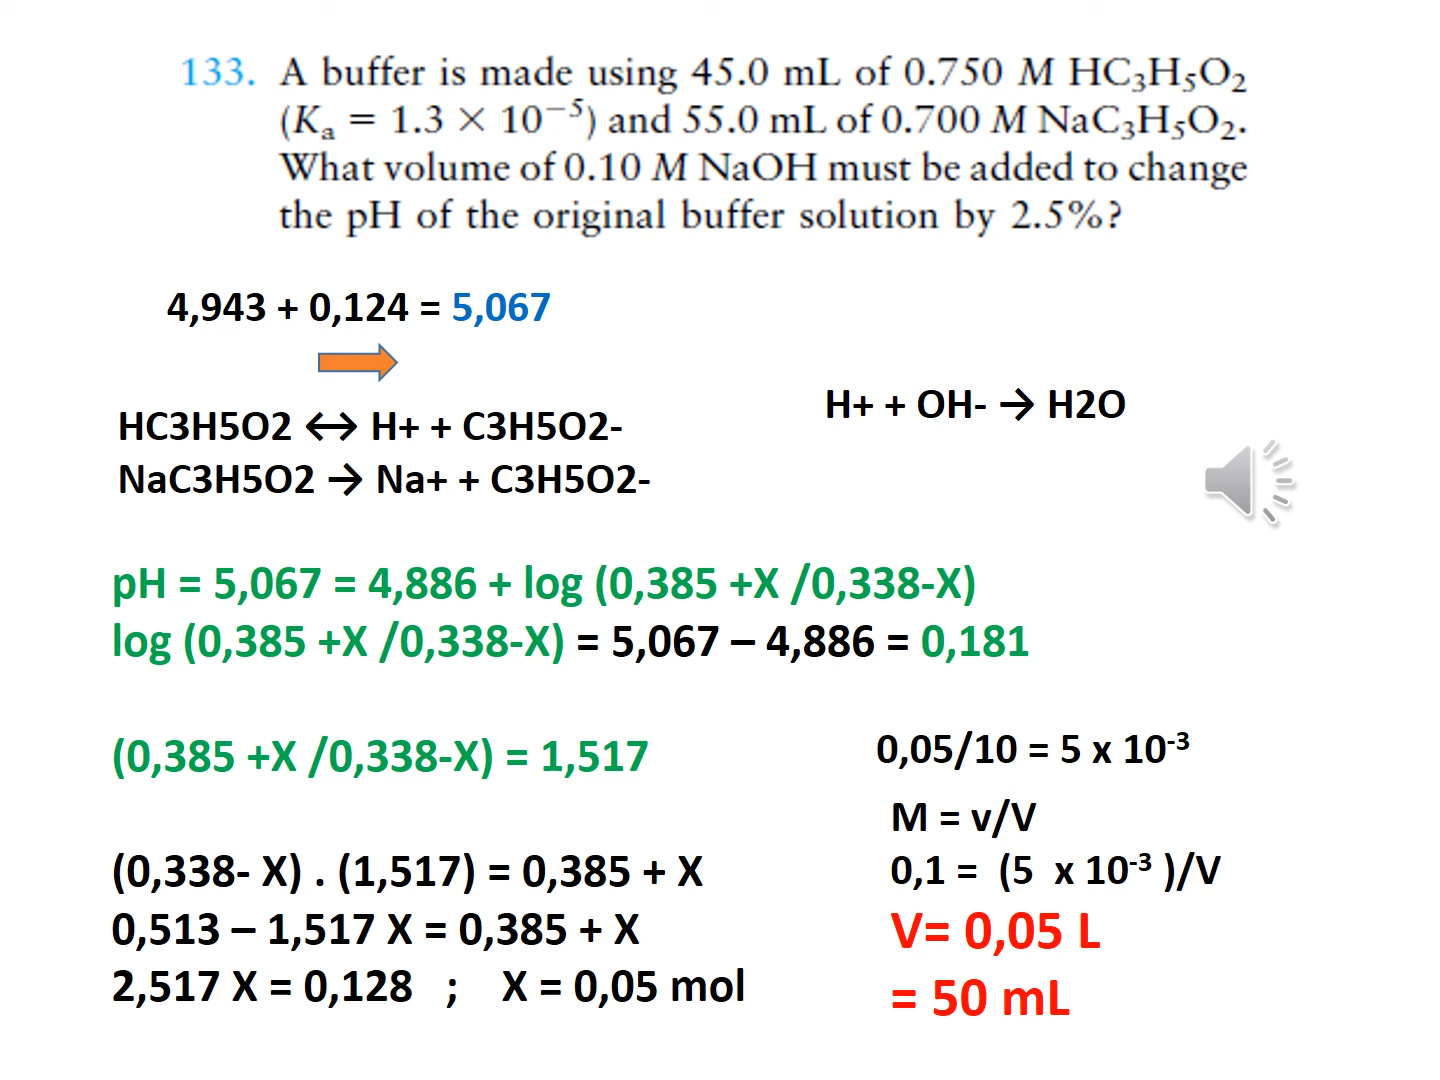 133. A buffer is made using 45.0 mL of 0.750 M HC₃H₅O₂
(Kₐ = 1.3 × 10⁻⁵) and 55.0 mL of 0.700 M NaC₃H₅O₂.
What volume of 0.10 M NaOH must be added to change
the pH of the original buffer solution by 2.5%?
4,943 + 0,124 = 5,067
H+ + OH- → H2O
HC3H5O2 ↔ H+ + C3H5O2-
NaC3H5O2 → Na+ + C3H5O2-
pH = 5,067 = 4,886 + log (0,385 +X /0,338-X)
log (0,385 +X /0,338-X) = 5,067 – 4,886 = 0,181
(0,385 +X /0,338-X) = 1,517
(0,338- X) . (1,517) = 0,385 + X
0,513 – 1,517 X = 0,385 + X
2,517 X = 0,128 ; X = 0,05 mol
0,05/10 = 5 x 10⁻³
M = v/V
0,1 = (5 x 10⁻³ )/V
V= 0,05 L
= 50 mL